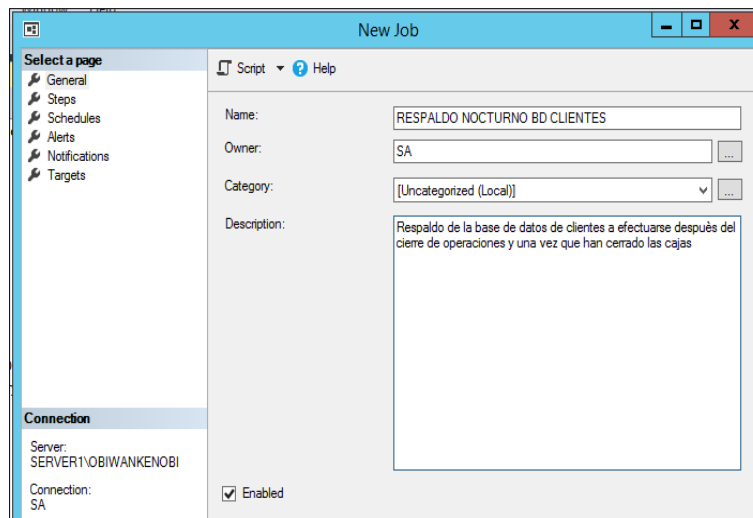 New Job
Select a page
General
Steps
Schedules
Alerts
Notifications
Targets
Script
Help
Name:
RESPALDO NOCTURNO BD CLIENTES
Owner:
SA
...
Category:
[Uncategorized (Local)]
...
Description:
Respaldo de la base de datos de clientes a efectuarse despuès del
cierre de operaciones y una vez que han cerrado las cajas
Connection
Server:
SERVER1\OBIWANKENOBI
Connection:
SA
Enabled